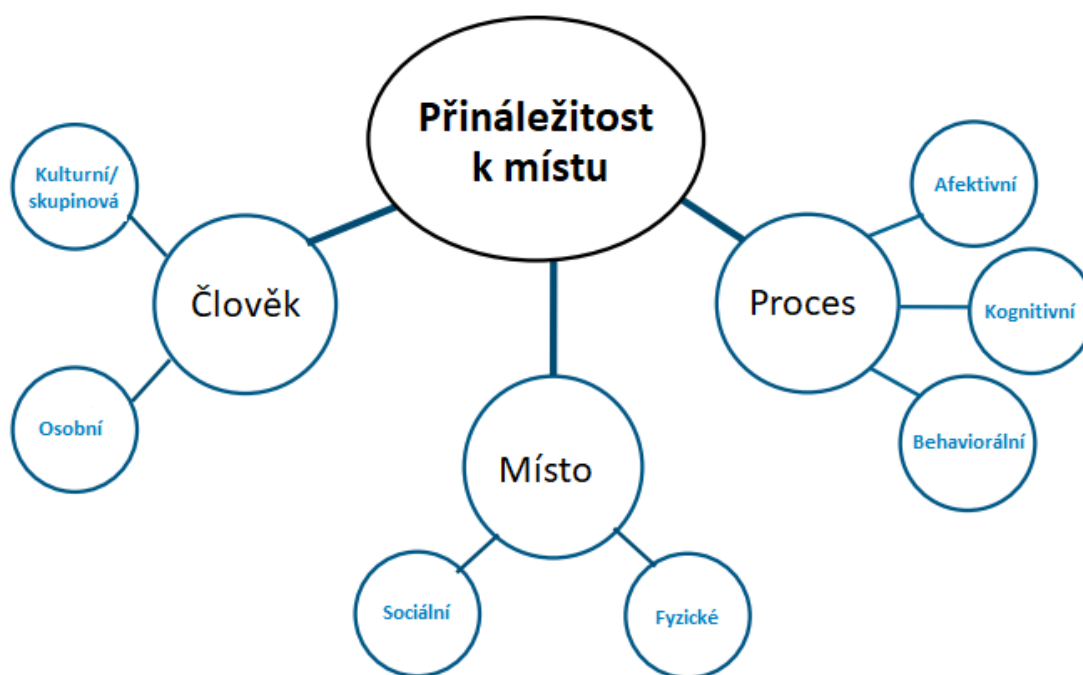 Přináležitost
k místu
Kulturní/
skupinová
Člověk
Osobní
Místo
Sociální
Fyzické
Proces
Afektivní
Kognitivní
Behaviorální